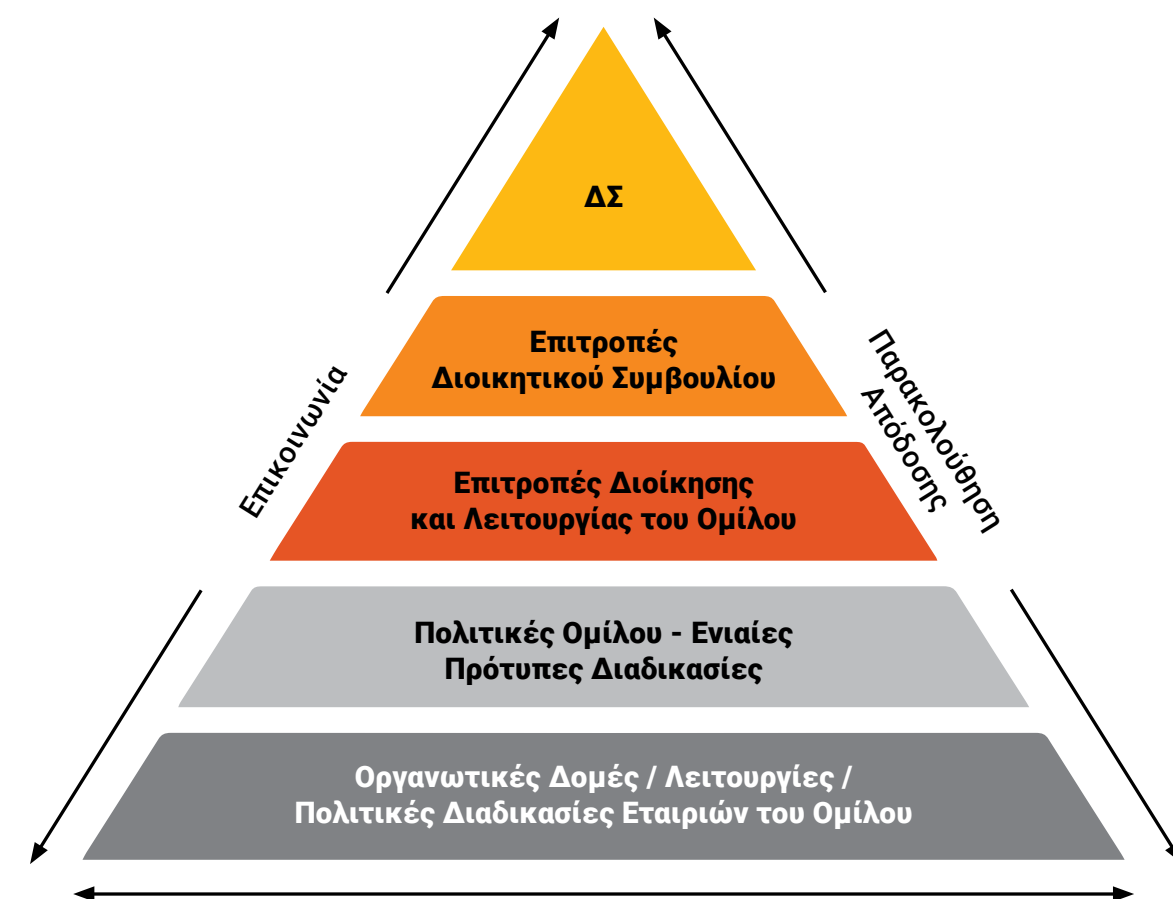 ΔΣ
Επιτροπές
Διοικητικού Συμβουλίου
Επικοινωνία
Παρακολούθηση
Απόδοσης
Επιτροπές Διοίκησης
και Λειτουργίας του Ομίλου
Πολιτικές Ομίλου - Ενιαίες
Πρότυπες Διαδικασίες
Οργανωτικές Δομές / Λειτουργίες /
Πολιτικές Διαδικασίες Εταιριών του Ομίλου